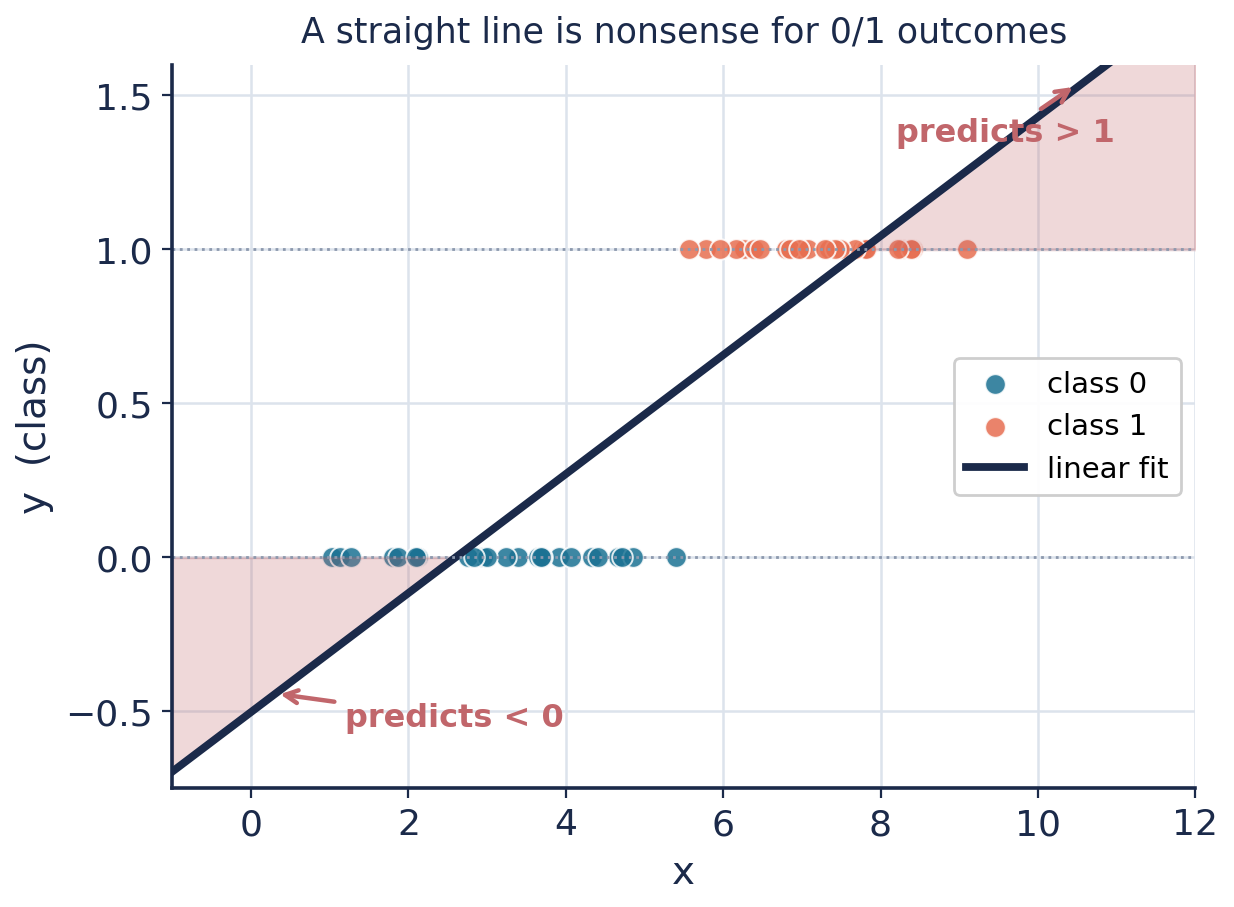 A straight line is nonsense for 0/1 outcomes
1.5
predicts > 1
1.0
class 0
class 1
linear fit
0.5
y (class)
0.0
predicts < 0
−0.5
0 2 4 6 8 10 12
x